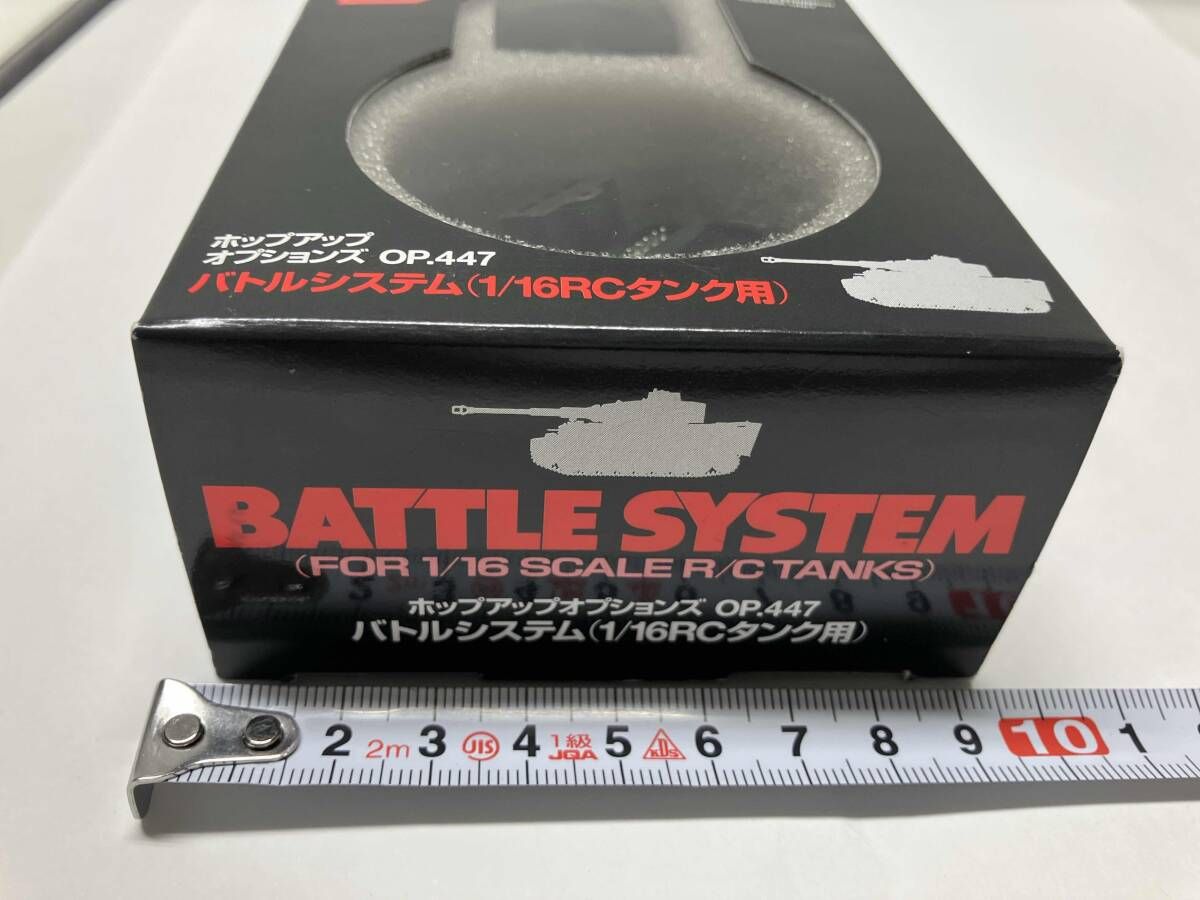 ホップアップ
オプションズ OP.447
バトルシステム(1/16RCタンク用)
BATTLE SYSTEM
(FOR 1/16 SCALE R/C TANKS)
ホップアップオプションズ OP.447
バトルシステム(1/16RCタンク用)
2 2m 3 JIS 4 1級 JQA 5 KDS 6 7 8 9 10 1